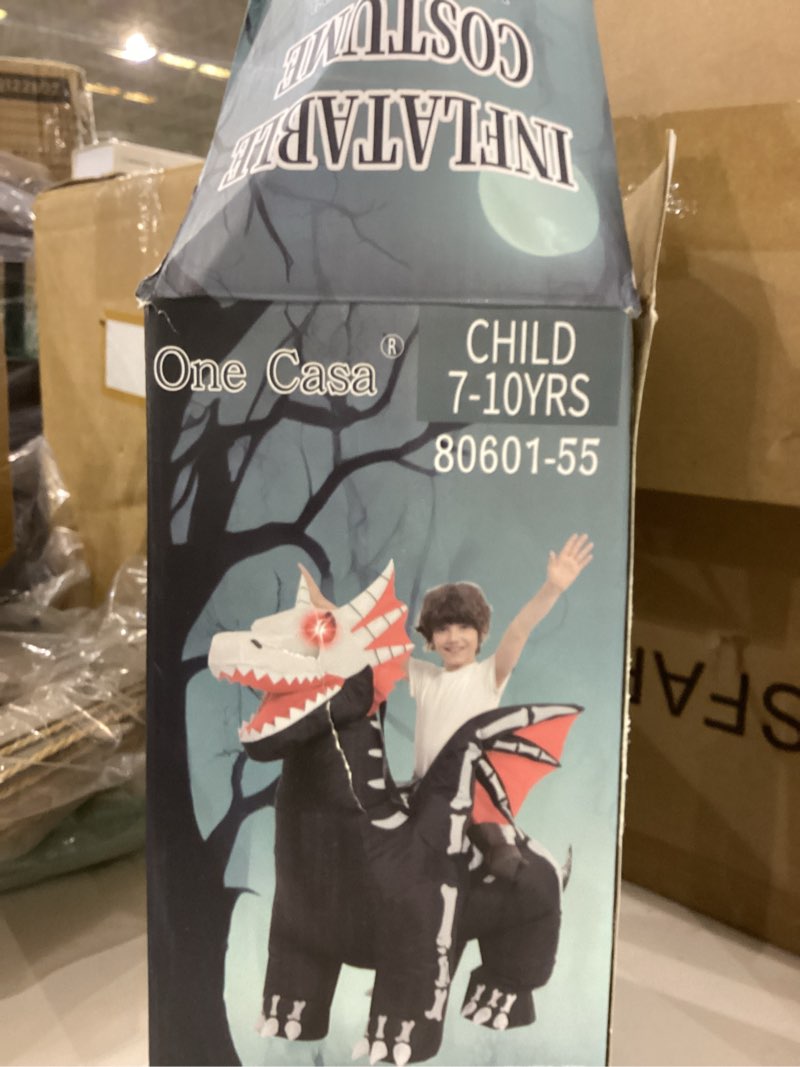 INFLATABLE
COSTUME
One Casa®
CHILD
7-10YRS
80601-55